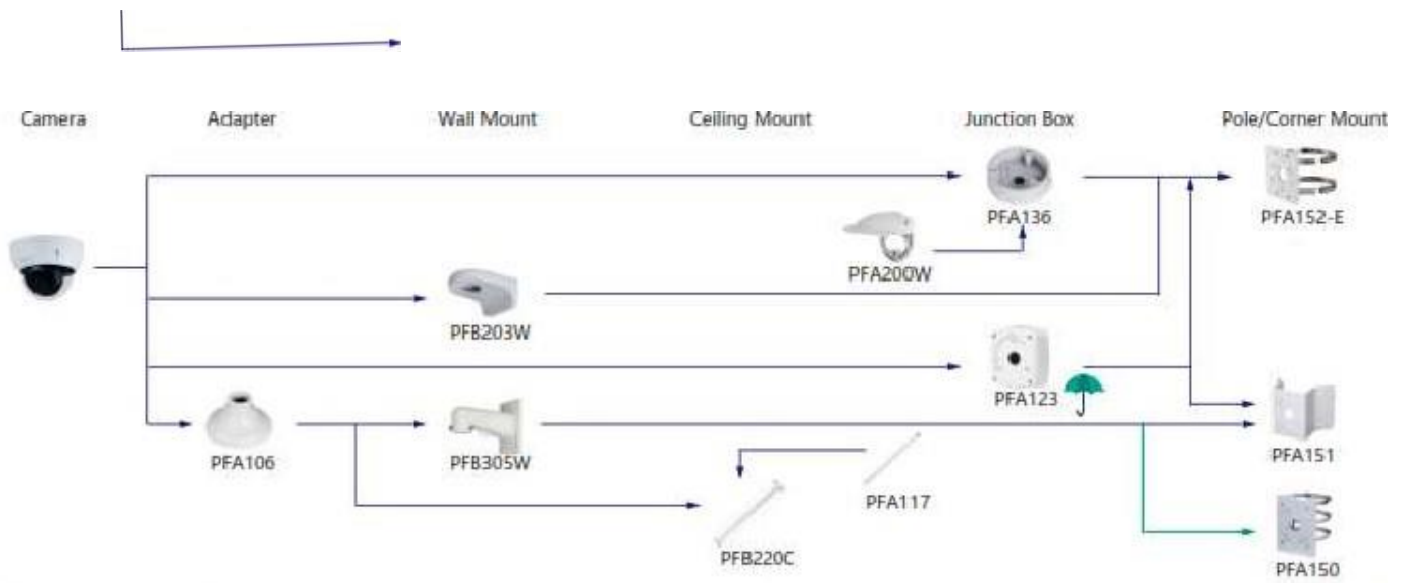 Camera Adapter Wall Mount Ceiling Mount Junction Box Pole/Corner Mount
PFA136
PFA152-E
PFA200W
PFB203W
PFA123
PFA106
PFB305W
PFA151
PFA117
PFB220C
PFA150